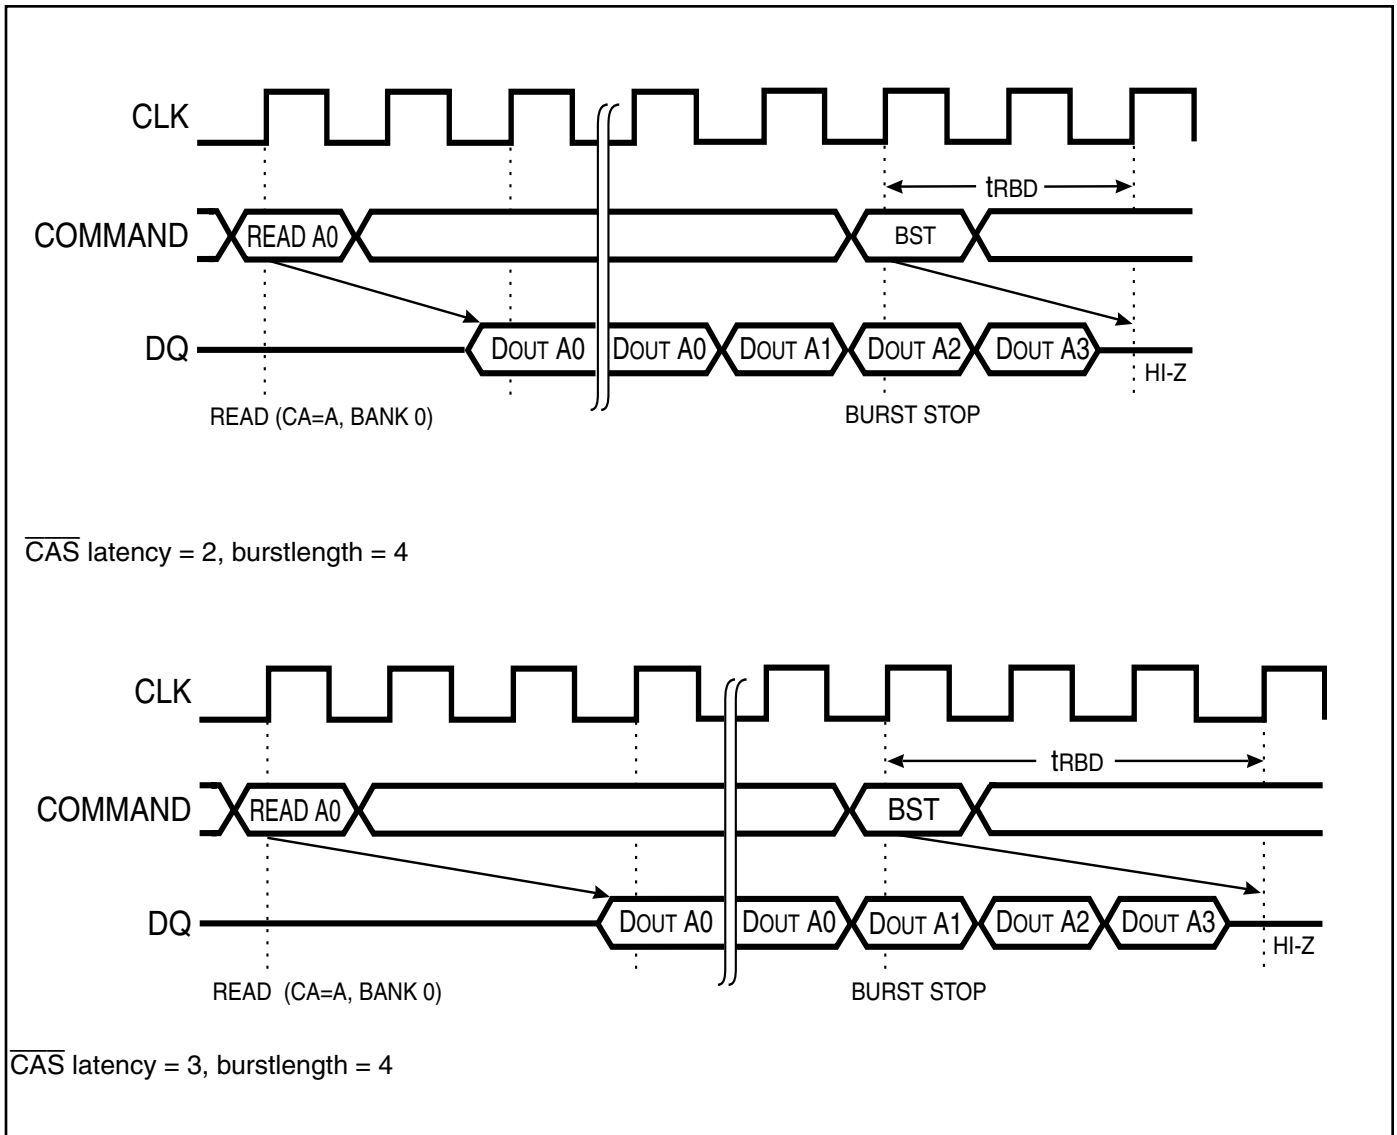 CLK
tRBD
COMMAND READ A0 BST
DQ DOUT A0 DOUT A0 DOUT A1 DOUT A2 DOUT A3
HI-Z
READ (CA=A, BANK 0) BURST STOP
CAS latency = 2, burstlength = 4
CLK
tRBD
COMMAND READ A0 BST
DQ DOUT A0 DOUT A0 DOUT A1 DOUT A2 DOUT A3
HI-Z
READ (CA=A, BANK 0) BURST STOP
CAS latency = 3, burstlength = 4